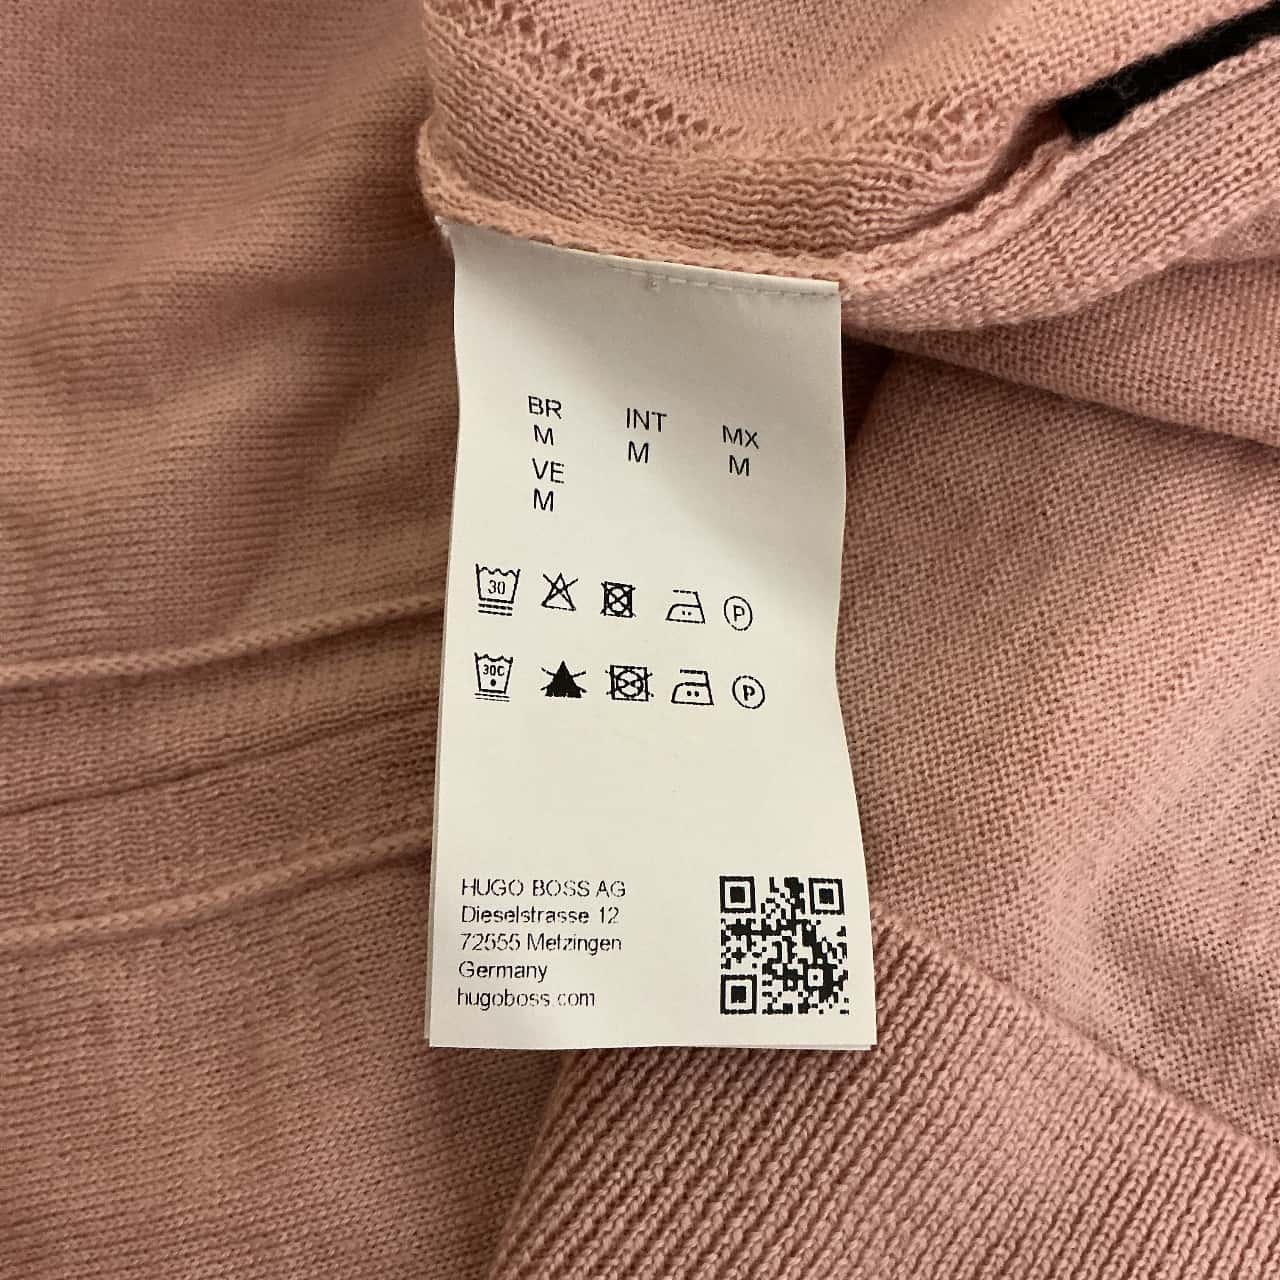 BR INT MX
M M M
VE
M
30 P
30C P
HUGO BOSS AG
Dieselstrasse 12
72555 Metzingen
Germany
hugoboss.com